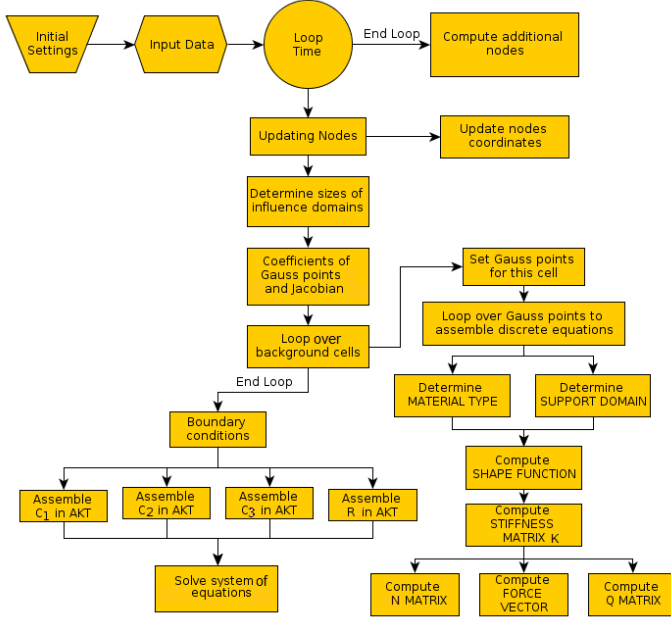 Initial
Settings
Input Data
Loop
Time
End Loop
Compute additional
nodes
Updating Nodes
Update nodes
coordinates
Determine sizes of
influence domains
Coefficients of
Gauss points
and Jacobian
Set Gauss points
for this cell
Loop over Gauss points to
assemble discrete equations
Loop over
background cells
End Loop
Determine
MATERIAL TYPE
Determine
SUPPORT DOMAIN
Boundary
conditions
Compute
SHAPE FUNCTION
Assemble
C1 in AKT
Assemble
C2 in AKT
Assemble
C3 in AKT
Assemble
R in AKT
Compute
STIFFNESS
MATRIX K
Solve system of
equations
Compute
N MATRIX
Compute
FORCE
VECTOR
Compute
Q MATRIX